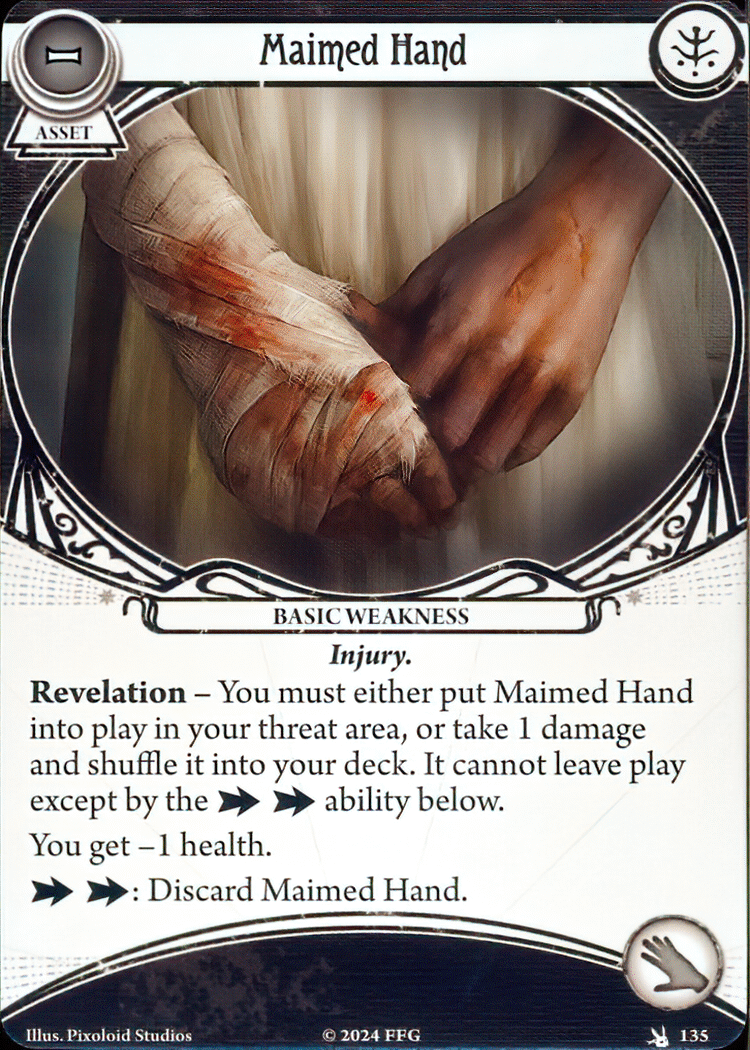 Maimed Hand
ASSET
BASIC WEAKNESS
Injury.
Revelation – You must either put Maimed Hand
into play in your threat area, or take 1 damage
and shuffle it into your deck. It cannot leave play
except by the ability below.
You get –1 health.
: Discard Maimed Hand.
Illus. Pixoloid Studios
© 2024 FFG
135